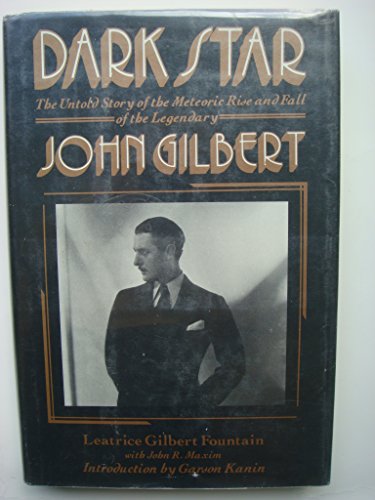 DARK STAR
The Untold Story of the Meteoric Rise and Fall
of the Legendary
JOHN GILBERT
Leatrice Gilbert Fountain
with John R. Maxim
Introduction by Garson Kanin